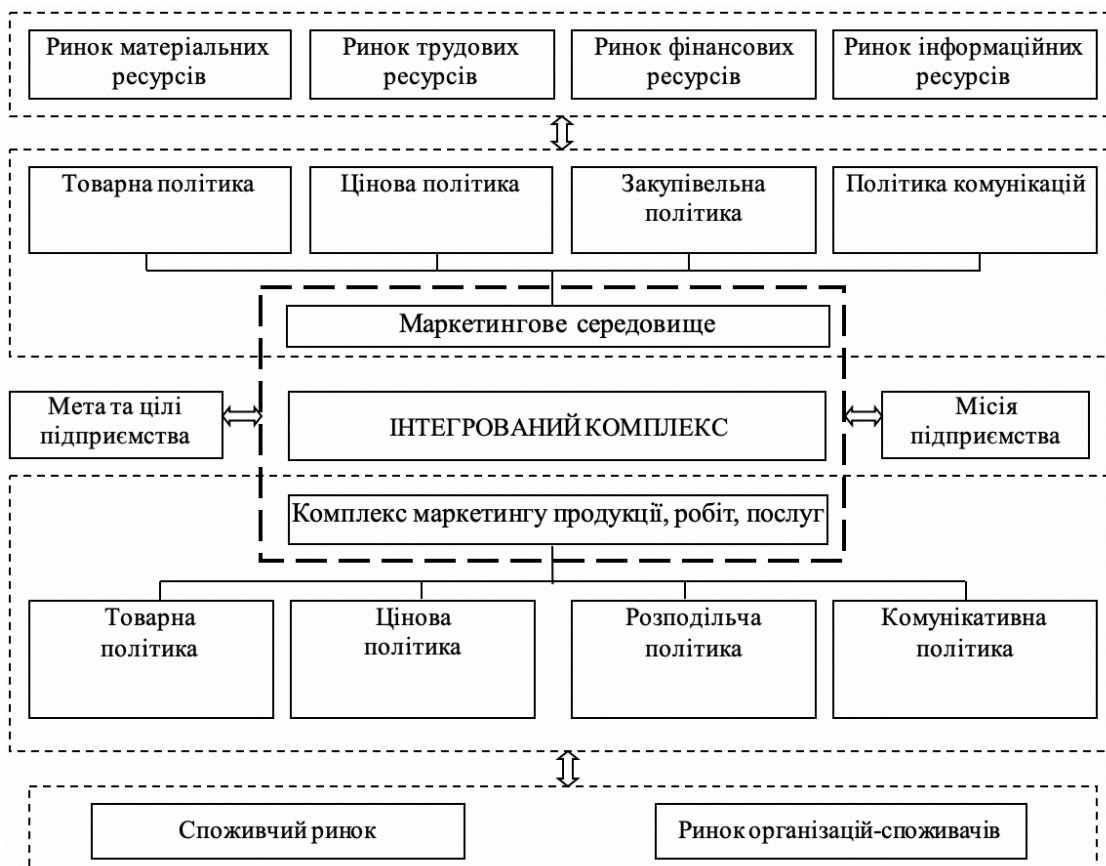 Ринок матеріальних
ресурсів
Ринок трудових
ресурсів
Ринок фінансових
ресурсів
Ринок інформаційних
ресурсів
Товарна політика
Цінова політика
Закупівельна
політика
Політика комунікацій
Маркетингове середовище
Мета та цілі
підприємства
ІНТЕГРОВАНИЙ КОМПЛЕКС
Місія
підприємства
Комплекс маркетингу продукції, робіт, послуг
Товарна
політика
Цінова
політика
Розподільча
політика
Комунікативна
політика
Споживчий ринок
Ринок організацій-споживачів